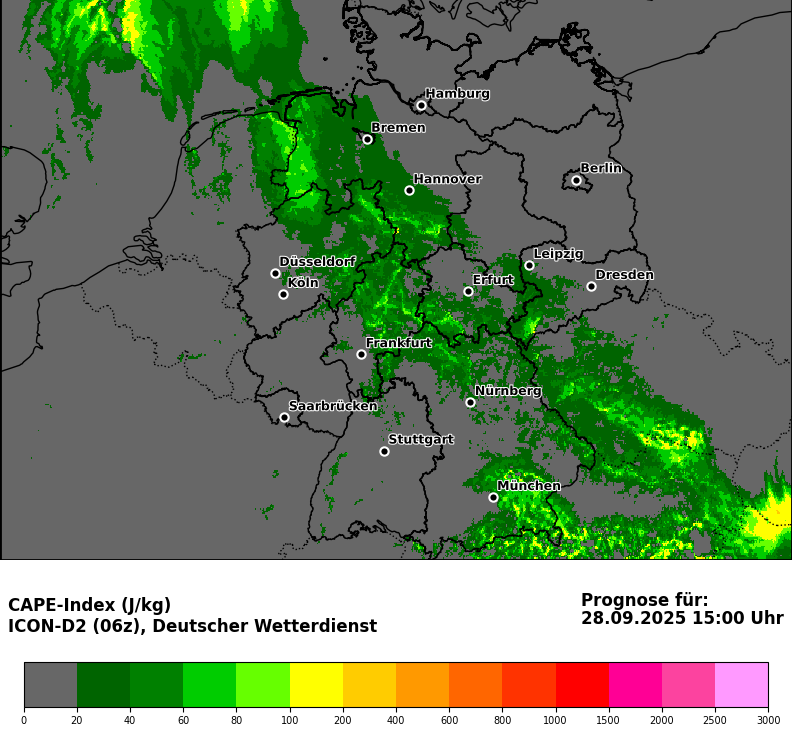 Hamburg
Bremen
Berlin
Hannover
Leipzig
Düsseldorf
Dresden
Köln
Erfurt
Frankfurt
Nürnberg
Saarbrücken
Stuttgart
München
CAPE-Index (J/kg)
ICON-D2 (06z), Deutscher Wetterdienst
Prognose für:
28.09.2025 15:00 Uhr
0 20 40 60 80 100 200 400 600 800 1000 1500 2000 2500 3000